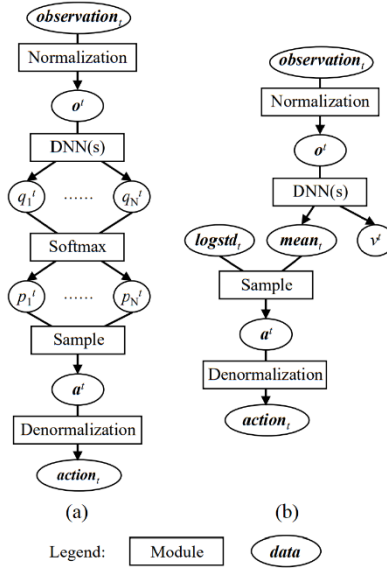 observation_t
Normalization
o^t
DNN(s)
q_1^t ...... q_N^t
Softmax
p_1^t ...... p_N^t
Sample
a^t
Denormalization
action_t
(a)
observation_t
Normalization
o^t
DNN(s)
logstd_t mean_t v^t
Sample
a^t
Denormalization
action_t
(b)
Legend: Module data